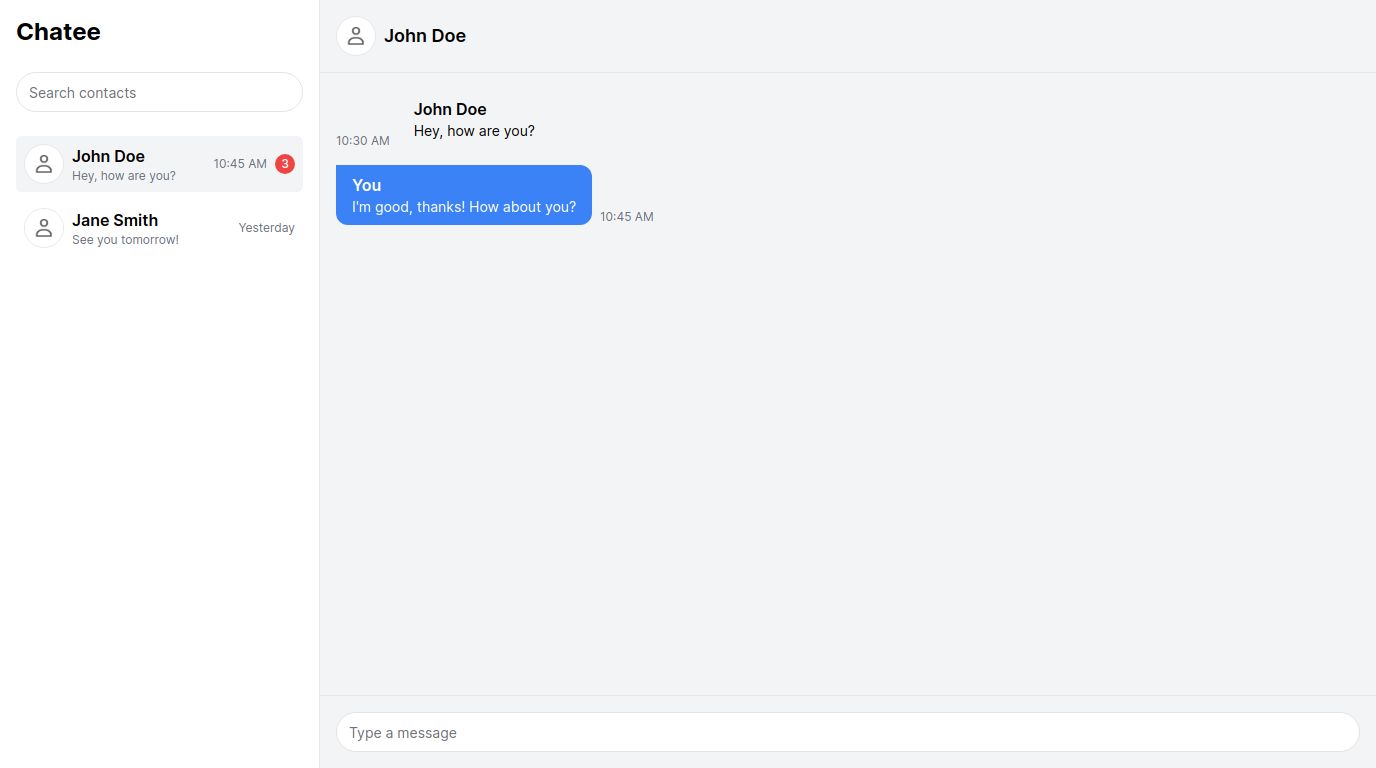 Chatee
Search contacts
John Doe
Hey, how are you?
10:45 AM
3
Jane Smith
See you tomorrow!
Yesterday
John Doe
John Doe
Hey, how are you?
10:30 AM
You
I'm good, thanks! How about you?
10:45 AM
Type a message